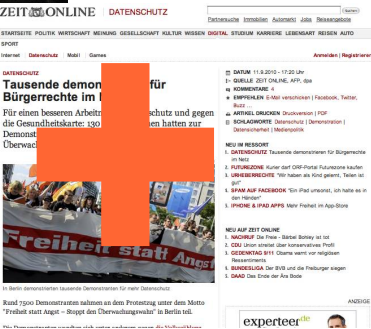 ZEIT ONLINE | DATENSCHUTZ
Partnersuche Immobilien Automarkt Jobs Reiseangebote
STARTSEITE POLITIK WIRTSCHAFT MEINUNG GESELLSCHAFT KULTUR WISSEN DIGITAL STUDIUM KARRIERE LEBENSART REISEN AUTO
SPORT
Internet Datenschutz Mobil Games
Anmelden | Registrieren
DATENSCHUTZ
Tausende für
Bürgerrechte im
Für einen besseren schutz und gegen
die Gesundheitskarte: 130 hatten zur
Freiheit statt Angst
In Berlin demonstrierten tausende Demonstranten für mehr Datenschutz
Rund 7500 Demonstranten nahmen an dem Protestzug unter dem Motto
"Freiheit statt Angst – Stoppt den Überwachungswahn" in Berlin teil.
DATUM 11.9.2010 - 17:20 Uhr
QUELLE ZEIT ONLINE, AFP, dpa
KOMMENTARE 4
EMPFEHLEN E-Mail verschicken | Facebook, Twitter,
Buzz ...
ARTIKEL DRUCKEN Druckversion | PDF
SCHLAGWORTE Datenschutz | Demonstration |
Datensicherheit | Medienpolitik
NEU IM RESSORT
1. DATENSCHUTZ Tausende demonstrieren für Bürgerrechte
im Netz
2. FUTUREZONE Kurier darf ORF-Portal Futurezone kaufen
3. URHEBERRECHTE "Wir haben als Kind gelernt, Teilen ist
gut"
4. SPAM AUF FACEBOOK "Ein iPad umsonst, ich halte es in
den Händen"
5. IPHONE & IPAD APPS Mehr Freiheit im App-Store
NEU AUF ZEIT ONLINE
1. NACHRUF Die Freie - Bärbel Bohley ist tot
2. CDU Union streitet über konservatives Profil
3. GEDENKTAG 9/11 Obama warnt vor religiösen
Ressentiments
4. BUNDESLIGA Der BVB und die Freiburger siegen
5. DAAD Das Ende der Ära Bode
ANZEIGE
experteer.de